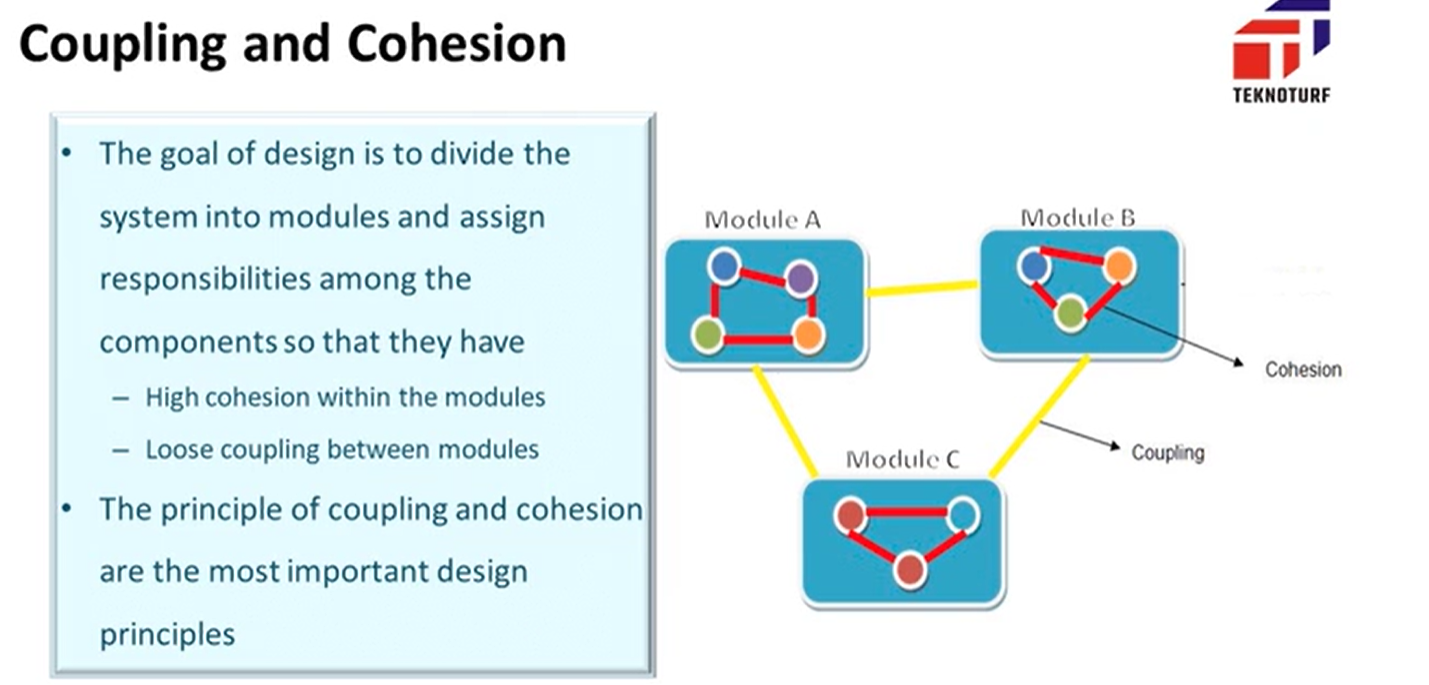 Coupling and Cohesion
TEKNOTURF
• The goal of design is to divide the
system into modules and assign
responsibilities among the
components so that they have
– High cohesion within the modules
– Loose coupling between modules
• The principle of coupling and cohesion
are the most important design
principles
Module A
Module B
Cohesion
Coupling
Module C